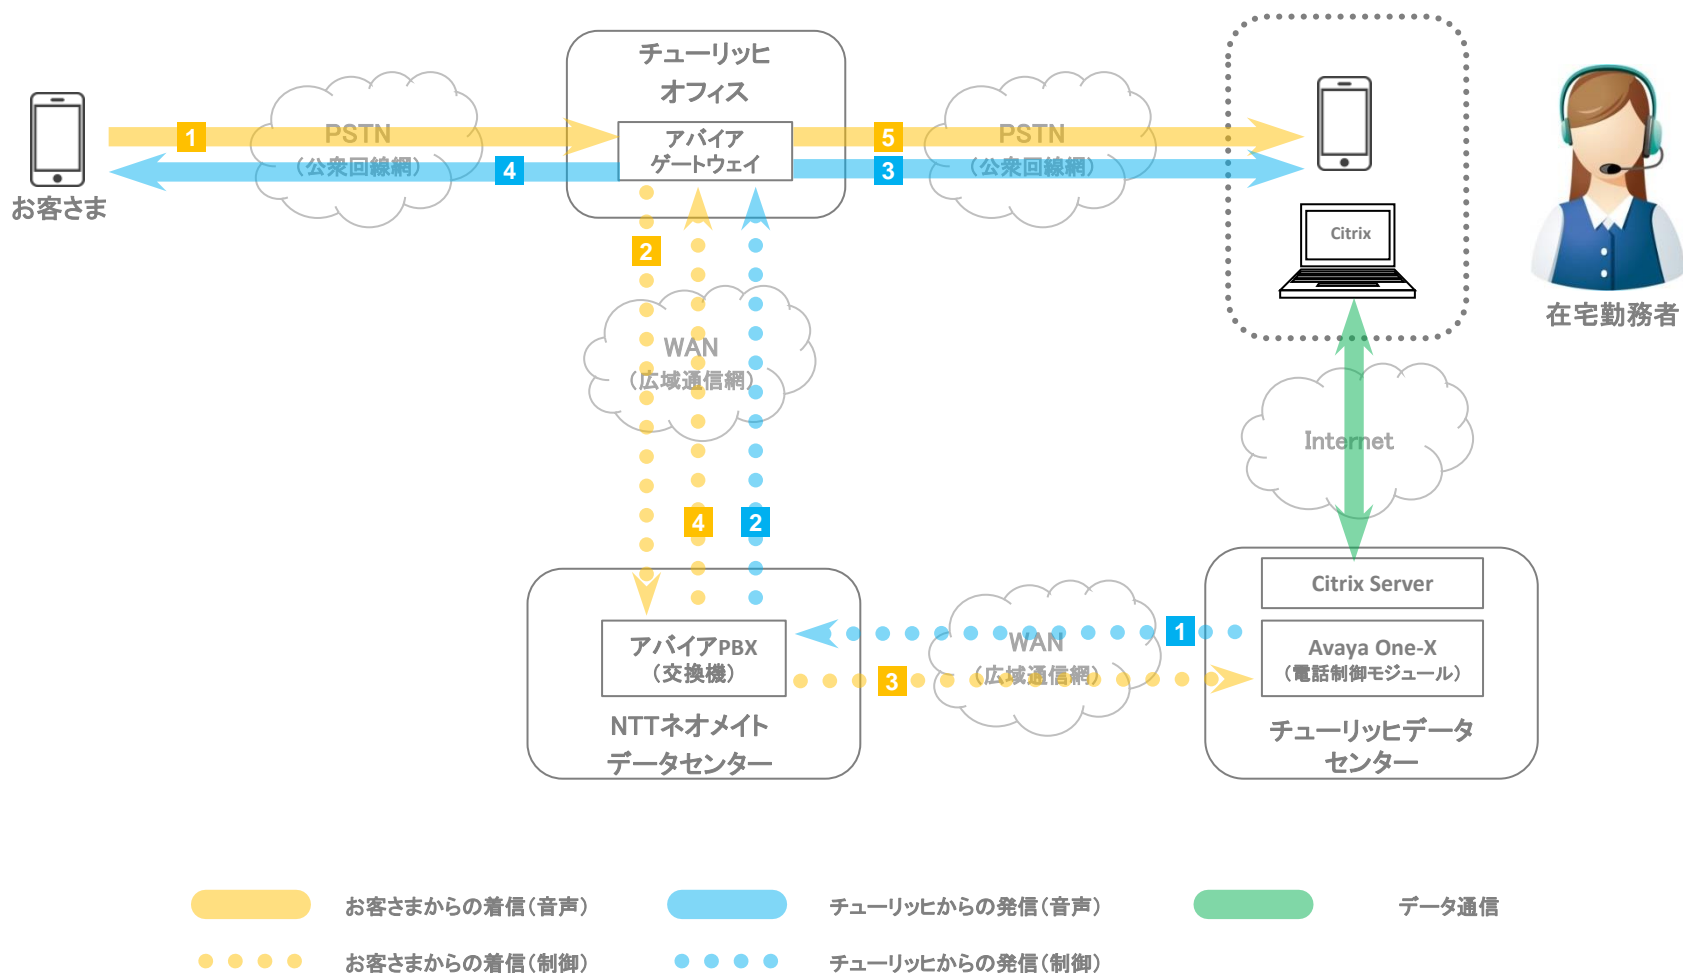 チューリッヒ
オフィス
アバイア
ゲートウェイ
PSTN
（公衆回線網）
1
4
お客さま
PSTN
（公衆回線網）
5
3
Citrix
在宅勤務者
2
WAN
（広域通信網）
4
2
Internet
アバイアPBX
（交換機）
NTTネオメイト
データセンター
WAN
（広域通信網）
1
3
Citrix Server
Avaya One-X
（電話制御モジュール）
チューリッヒデータ
センター
お客さまからの着信（音声）
チューリッヒからの発信（音声）
データ通信
お客さまからの着信（制御）
チューリッヒからの発信（制御）